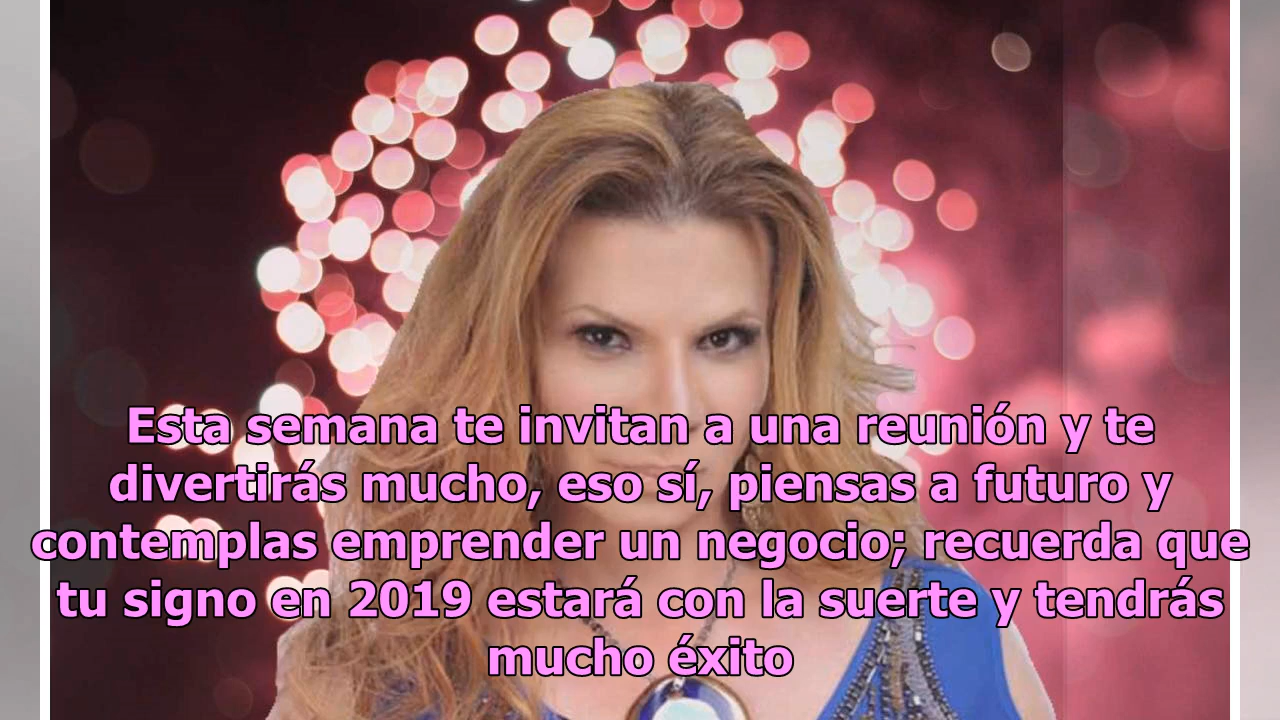 Esta semana te invitan a una reunión y te
divertirás mucho, eso sí, piensas a futuro y
contemplas emprender un negocio; recuerda que
tu signo en 2019 estará con la suerte y tendrás
mucho éxito